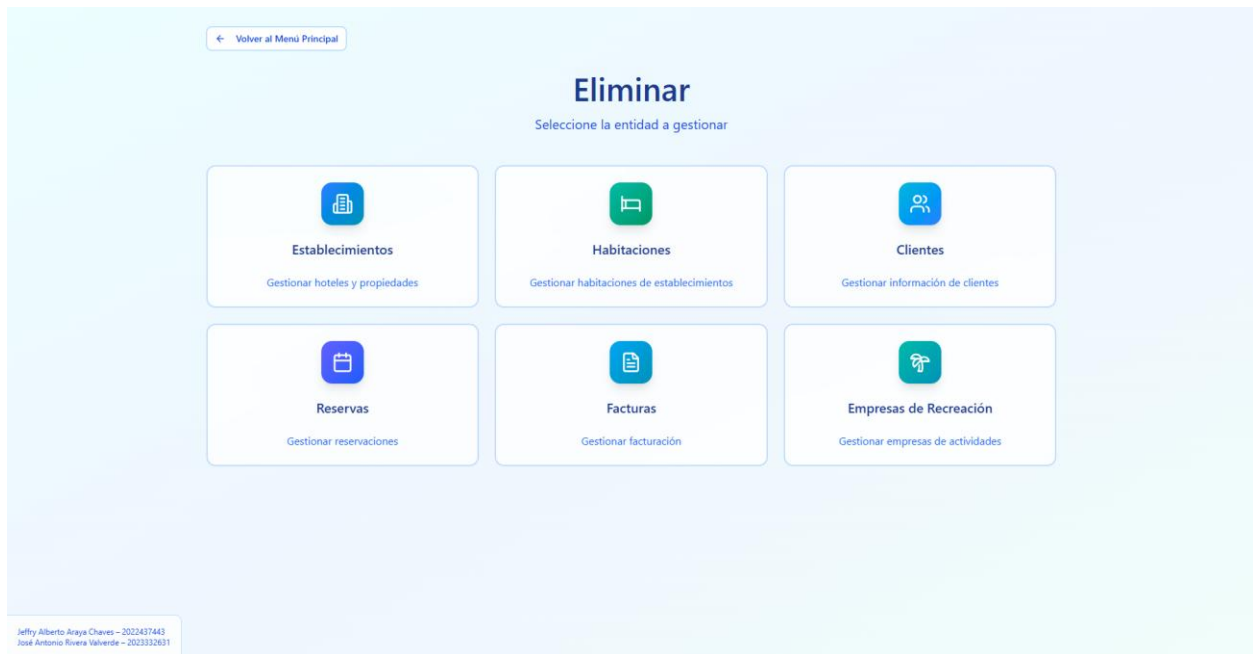 Volver al Menú Principal
Eliminar
Seleccione la entidad a gestionar
Establecimientos
Gestionar hoteles y propiedades
Habitaciones
Gestionar habitaciones de establecimientos
Clientes
Gestionar información de clientes
Reservas
Gestionar reservaciones
Facturas
Gestionar facturación
Empresas de Recreación
Gestionar empresas de actividades
Jeffry Alberto Araya Chaves – 2022437443
José Antonio Rivera Valverde – 2023332631